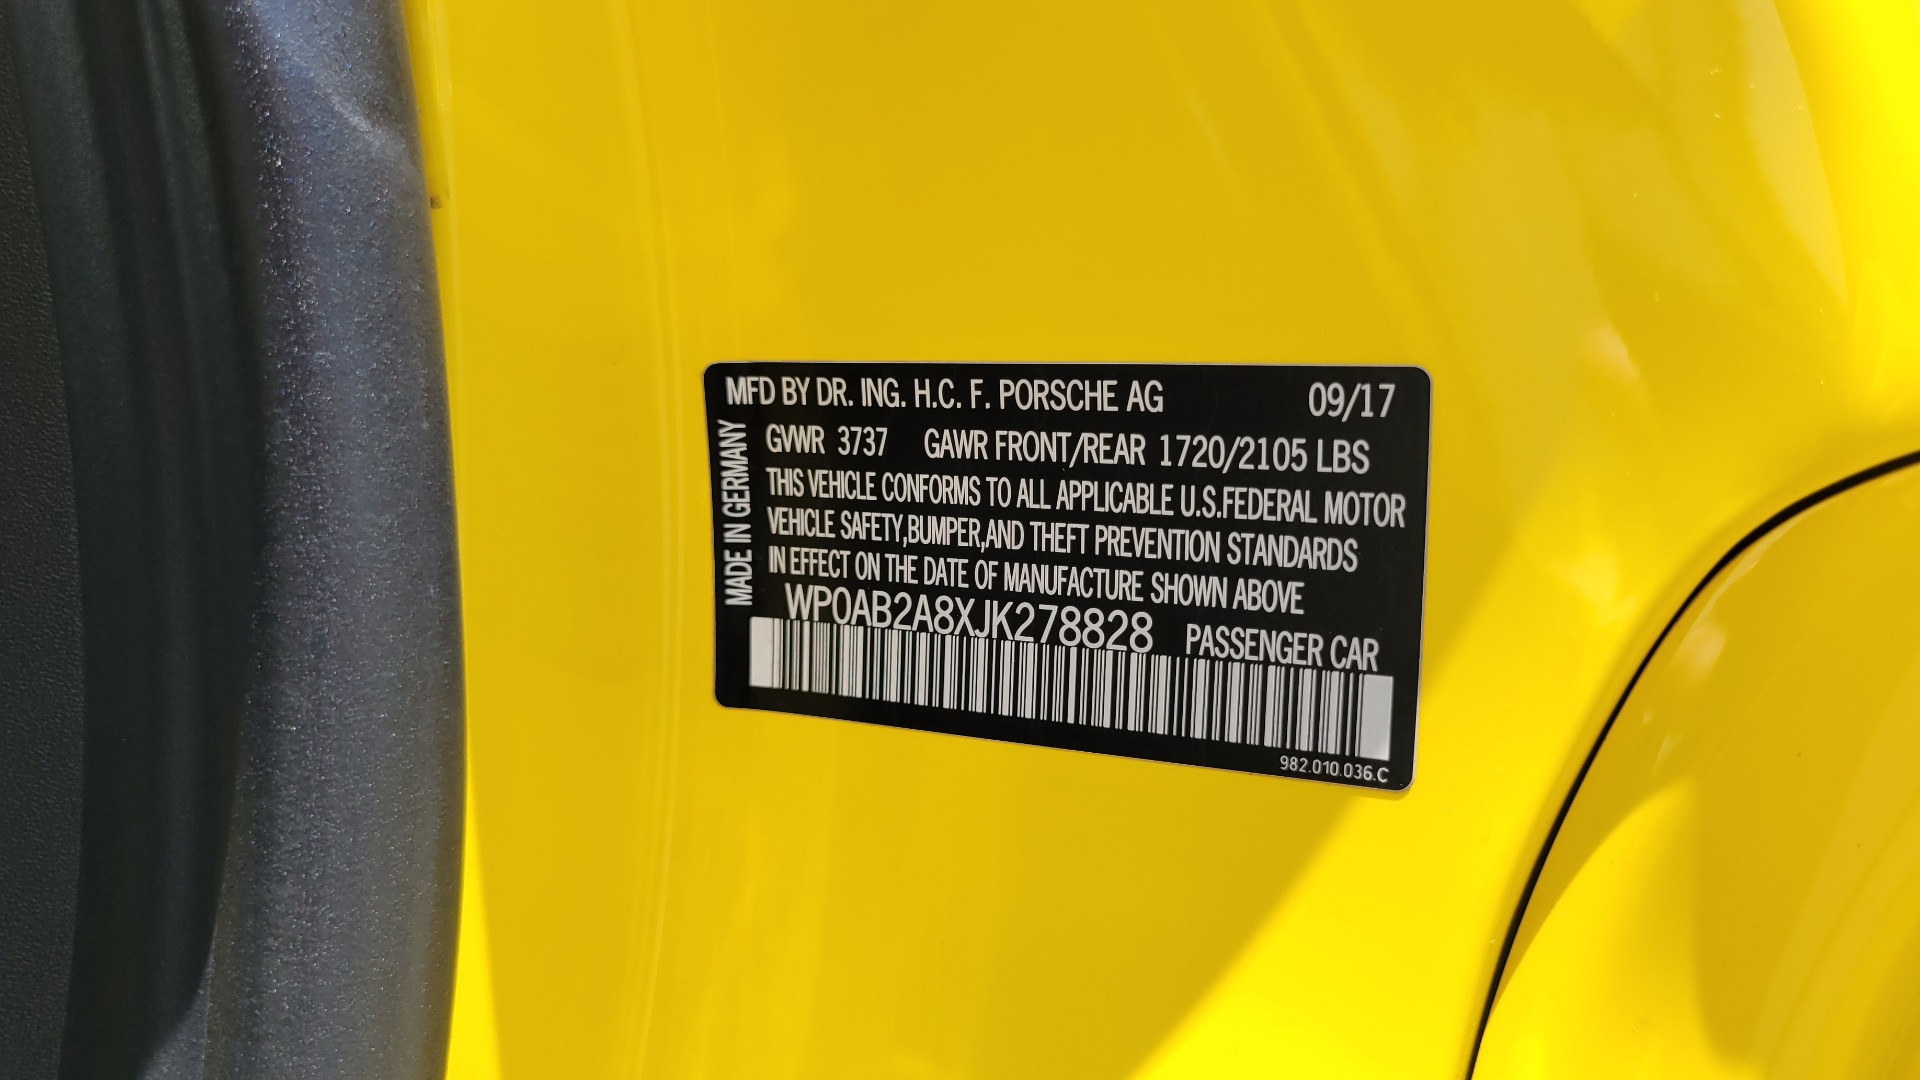 MFD BY DR. ING. H.C. F. PORSCHE AG 09/17
MADE IN GERMANY
GVWR 3737 GAWR FRONT/REAR 1720/2105 LBS
THIS VEHICLE CONFORMS TO ALL APPLICABLE U.S.FEDERAL MOTOR
VEHICLE SAFETY,BUMPER,AND THEFT PREVENTION STANDARDS
IN EFFECT ON THE DATE OF MANUFACTURE SHOWN ABOVE
WP0AB2A8XJK278828 PASSENGER CAR
982.010.036.C